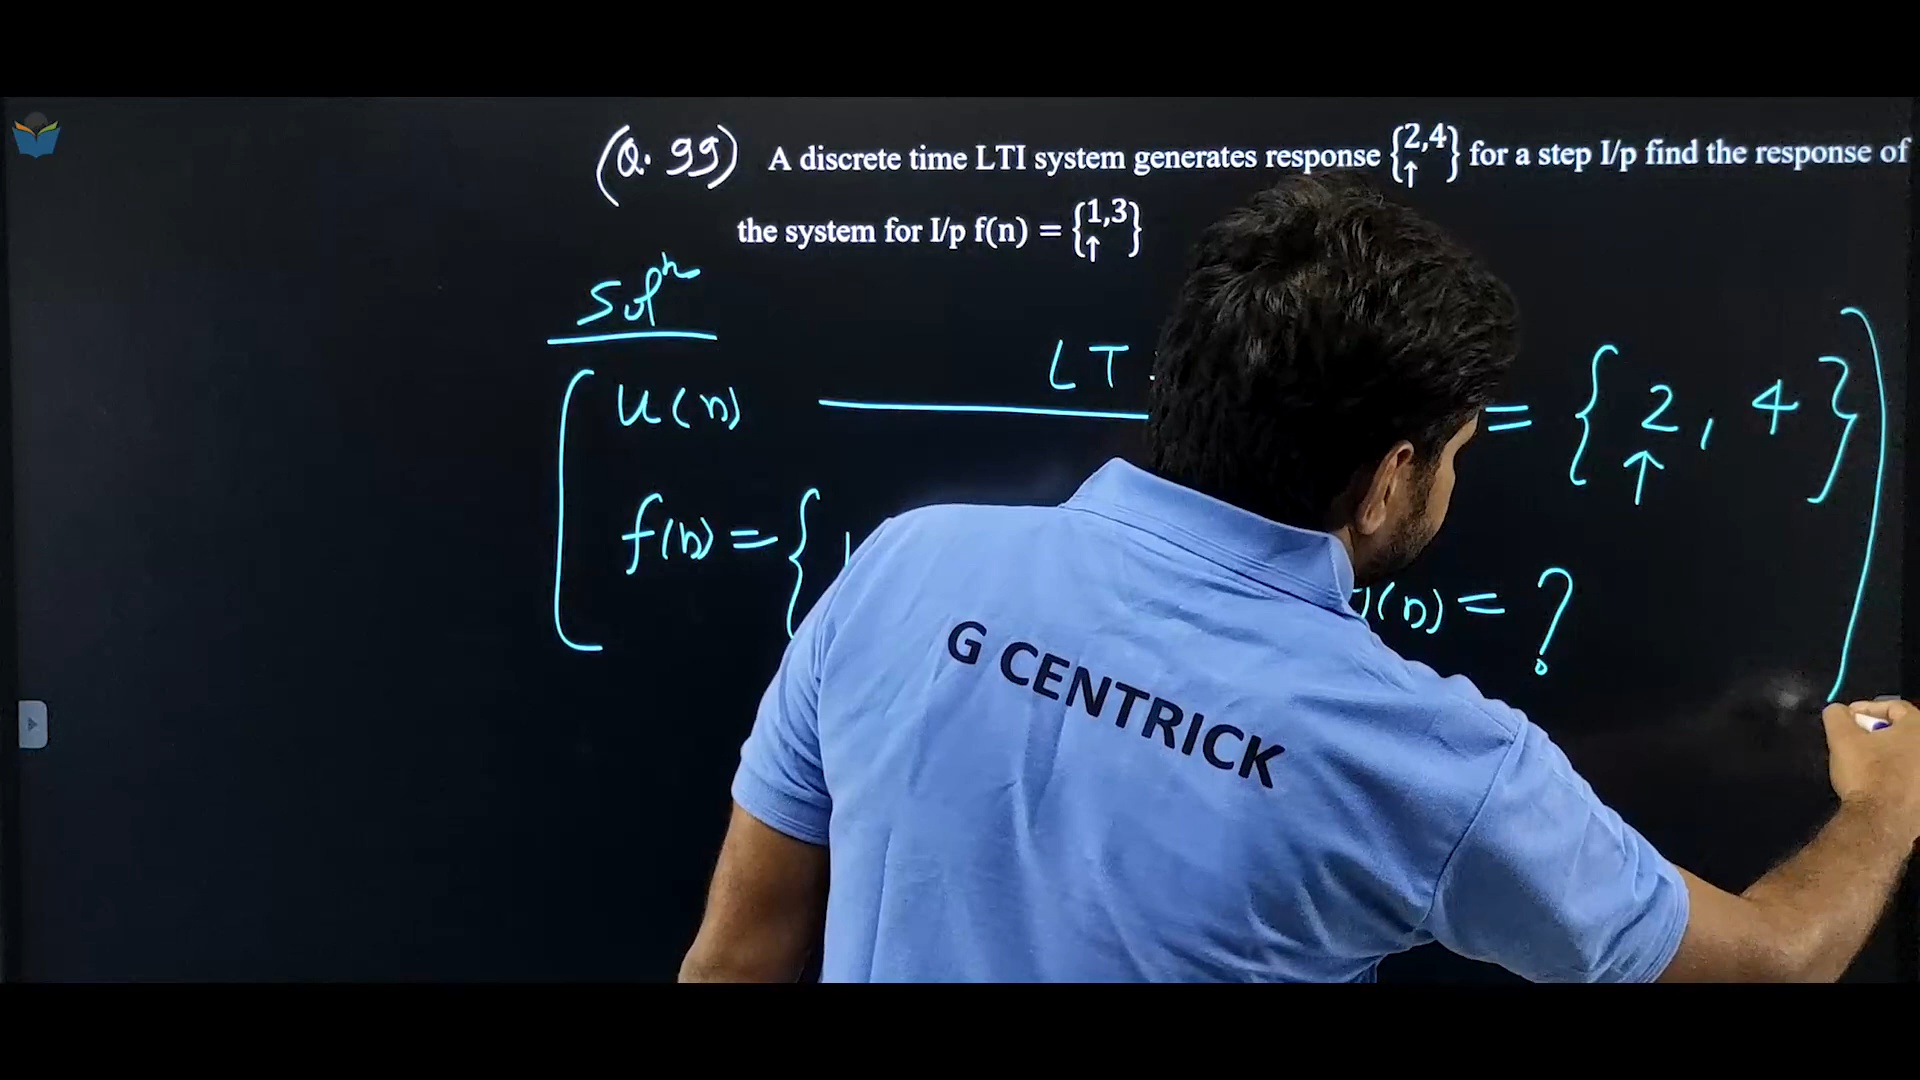 (Q. 99) A discrete time LTI system generates response {2,4} for a step I/p find the response of
↑
the system for I/p f(n) = {1,3}
↑
Solⁿ
u(n) LT = {2, 4}
↑
f(n) = {1
(n) = ?
G CENTRICK